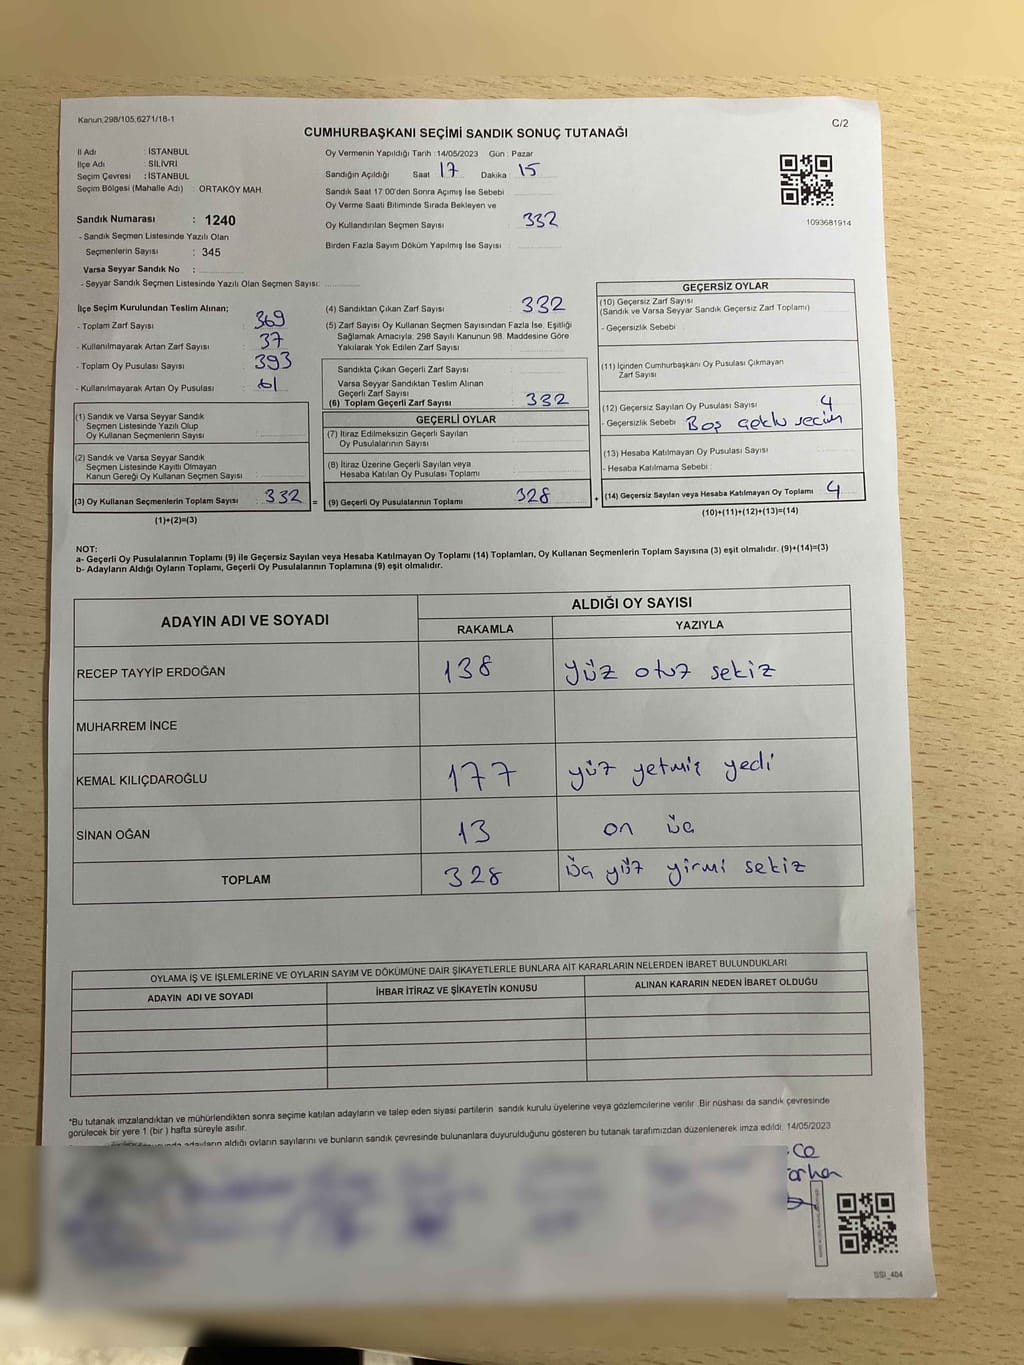 Kanun,298/105,6271/18-1
C/2
CUMHURBAŞKANI SEÇİMİ SANDIK SONUÇ TUTANAĞI
İl Adı : İSTANBUL
İlçe Adı : SİLİVRİ
Seçim Çevresi : İSTANBUL
Seçim Bölgesi (Mahalle Adı) : ORTAKÖY MAH.
Sandık Numarası : 1240
- Sandık Seçmen Listesinde Yazılı Olan
Seçmenlerin Sayısı : 345
Varsa Seyyar Sandık No :
- Seyyar Sandık Seçmen Listesinde Yazılı Olan Seçmen Sayısı:
Oy Vermenin Yapıldığı Tarih :14/05/2023 Gün : Pazar
Sandığın Açıldığı Saat 17 Dakika 15
Sandık Saat 17:00'den Sonra Açımış İse Sebebi
Oy Verme Saati Bitiminde Sırada Bekleyen ve
Oy Kullandırılan Seçmen Sayısı : 332
Birden Fazla Sayım Döküm Yapılmış İse Sayısı :
1093681914
İlçe Seçim Kurulundan Teslim Alınan;
- Toplam Zarf Sayısı : 369
- Kullanılmayarak Artan Zarf Sayısı : 37
- Toplam Oy Pusulası Sayısı : 393
- Kullanılmayarak Artan Oy Pusulası : 61
(1) Sandık ve Varsa Seyyar Sandık
Seçmen Listesinde Yazılı Olup
Oy Kullanan Seçmenlerin Sayısı :
(2) Sandık ve Varsa Seyyar Sandık
Seçmen Listesinde Kayıtlı Olmayan
Kanun Gereği Oy Kullanan Seçmen Sayısı :
(3) Oy Kullanan Seçmenlerin Toplam Sayısı : 332 =
(1)+(2)=(3)
(4) Sandıktan Çıkan Zarf Sayısı : 332
(5) Zarf Sayısı Oy Kullanan Seçmen Sayısından Fazla İse, Eşitliği
Sağlamak Amacıyla, 298 Sayılı Kanunun 98. Maddesine Göre
Yakılarak Yok Edilen Zarf Sayısı :
Sandıkta Çıkan Geçerli Zarf Sayısı
Varsa Seyyar Sandıktan Teslim Alınan
Geçerli Zarf Sayısı
(6) Toplam Geçerli Zarf Sayısı : 332
GEÇERLİ OYLAR
(7) İtiraz Edilmeksizin Geçerli Sayılan
Oy Pusulalarının Sayısı
(8) İtiraz Üzerine Geçerli Sayılan veya
Hesaba Katılan Oy Pusulası Toplamı
(9) Geçerli Oy Pusulalarının Toplamı 328 +
GEÇERSİZ OYLAR
(10) Geçersiz Zarf Sayısı
(Sandık ve Varsa Seyyar Sandık Geçersiz Zarf Toplamı)
- Geçersizlik Sebebi :
(11) İçinden Cumhurbaşkanı Oy Pusulası Çıkmayan
Zarf Sayısı
(12) Geçersiz Sayılan Oy Pusulası Sayısı 4
- Geçersizlik Sebebi Boş seçim
(13) Hesaba Katılmayan Oy Pusulası Sayısı
- Hesaba Katılmama Sebebi :
(14) Geçersiz Sayılan veya Hesaba Katılmayan Oy Toplamı 4
(10)+(11)+(12)+(13)=(14)
NOT:
a- Geçerli Oy Pusulalarının Toplamı (9) ile Geçersiz Sayılan veya Hesaba Katılmayan Oy Toplamı (14) Toplamları, Oy Kullanan Seçmenlerin Toplam Sayısına (3) eşit olmalıdır. (9)+(14)=(3)
b- Adayların Aldığı Oyların Toplamı, Geçerli Oy Pusulalarının Toplamına (9) eşit olmalıdır.
ADAYIN ADI VE SOYADI ALDIĞI OY SAYISI
RAKAMLA YAZIYLA
RECEP TAYYİP ERDOĞAN 138 yüz otuz sekiz
MUHARREM İNCE
KEMAL KILIÇDAROĞLU 177 yüz yetmiş yedi
SİNAN OĞAN 13 on üç
TOPLAM 328 üç yüz yirmi sekiz
OYLAMA İŞ VE İŞLEMLERİNE VE OYLARIN SAYIM VE DÖKÜMÜNE DAİR ŞİKAYETLERLE BUNLARA AİT KARARLARIN NELERDEN İBARET BULUNDUKLARI
ADAYIN ADI VE SOYADI İHBAR İTİRAZ VE ŞİKAYETİN KONUSU ALINAN KARARIN NEDEN İBARET OLDUĞU
*Bu tutanak imzalandıktan ve mühürlendikten sonra seçime katılan adayların ve talep eden siyasi partilerin sandık kurulu üyelerine veya gözlemcilerine verilir. Bir nüshası da sandık çevresinde
görülecek bir yere 1 (bir ) hafta süreyle asılır.
adayların aldığı oyların sayılarını ve bunların sandık çevresinde bulunanlara duyurulduğunu gösteren bu tutanak tarafımızdan düzenlenerek imza edildi. 14/05/2023
SSI_404